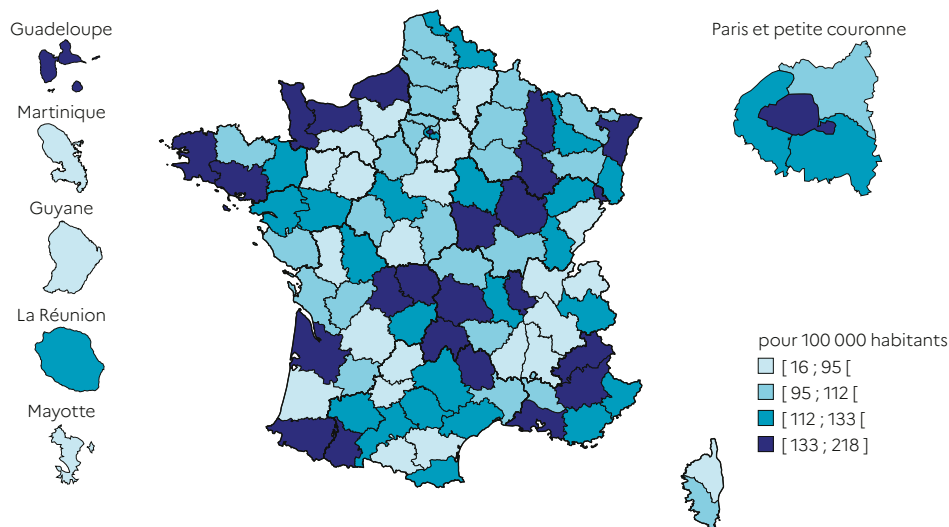 Guadeloupe
Martinique
Guyane
La Réunion
Mayotte
Paris et petite couronne
pour 100 000 habitants
[ 16 ; 95 [
[ 95 ; 112 [
[ 112 ; 133 [
[ 133 ; 218 ]